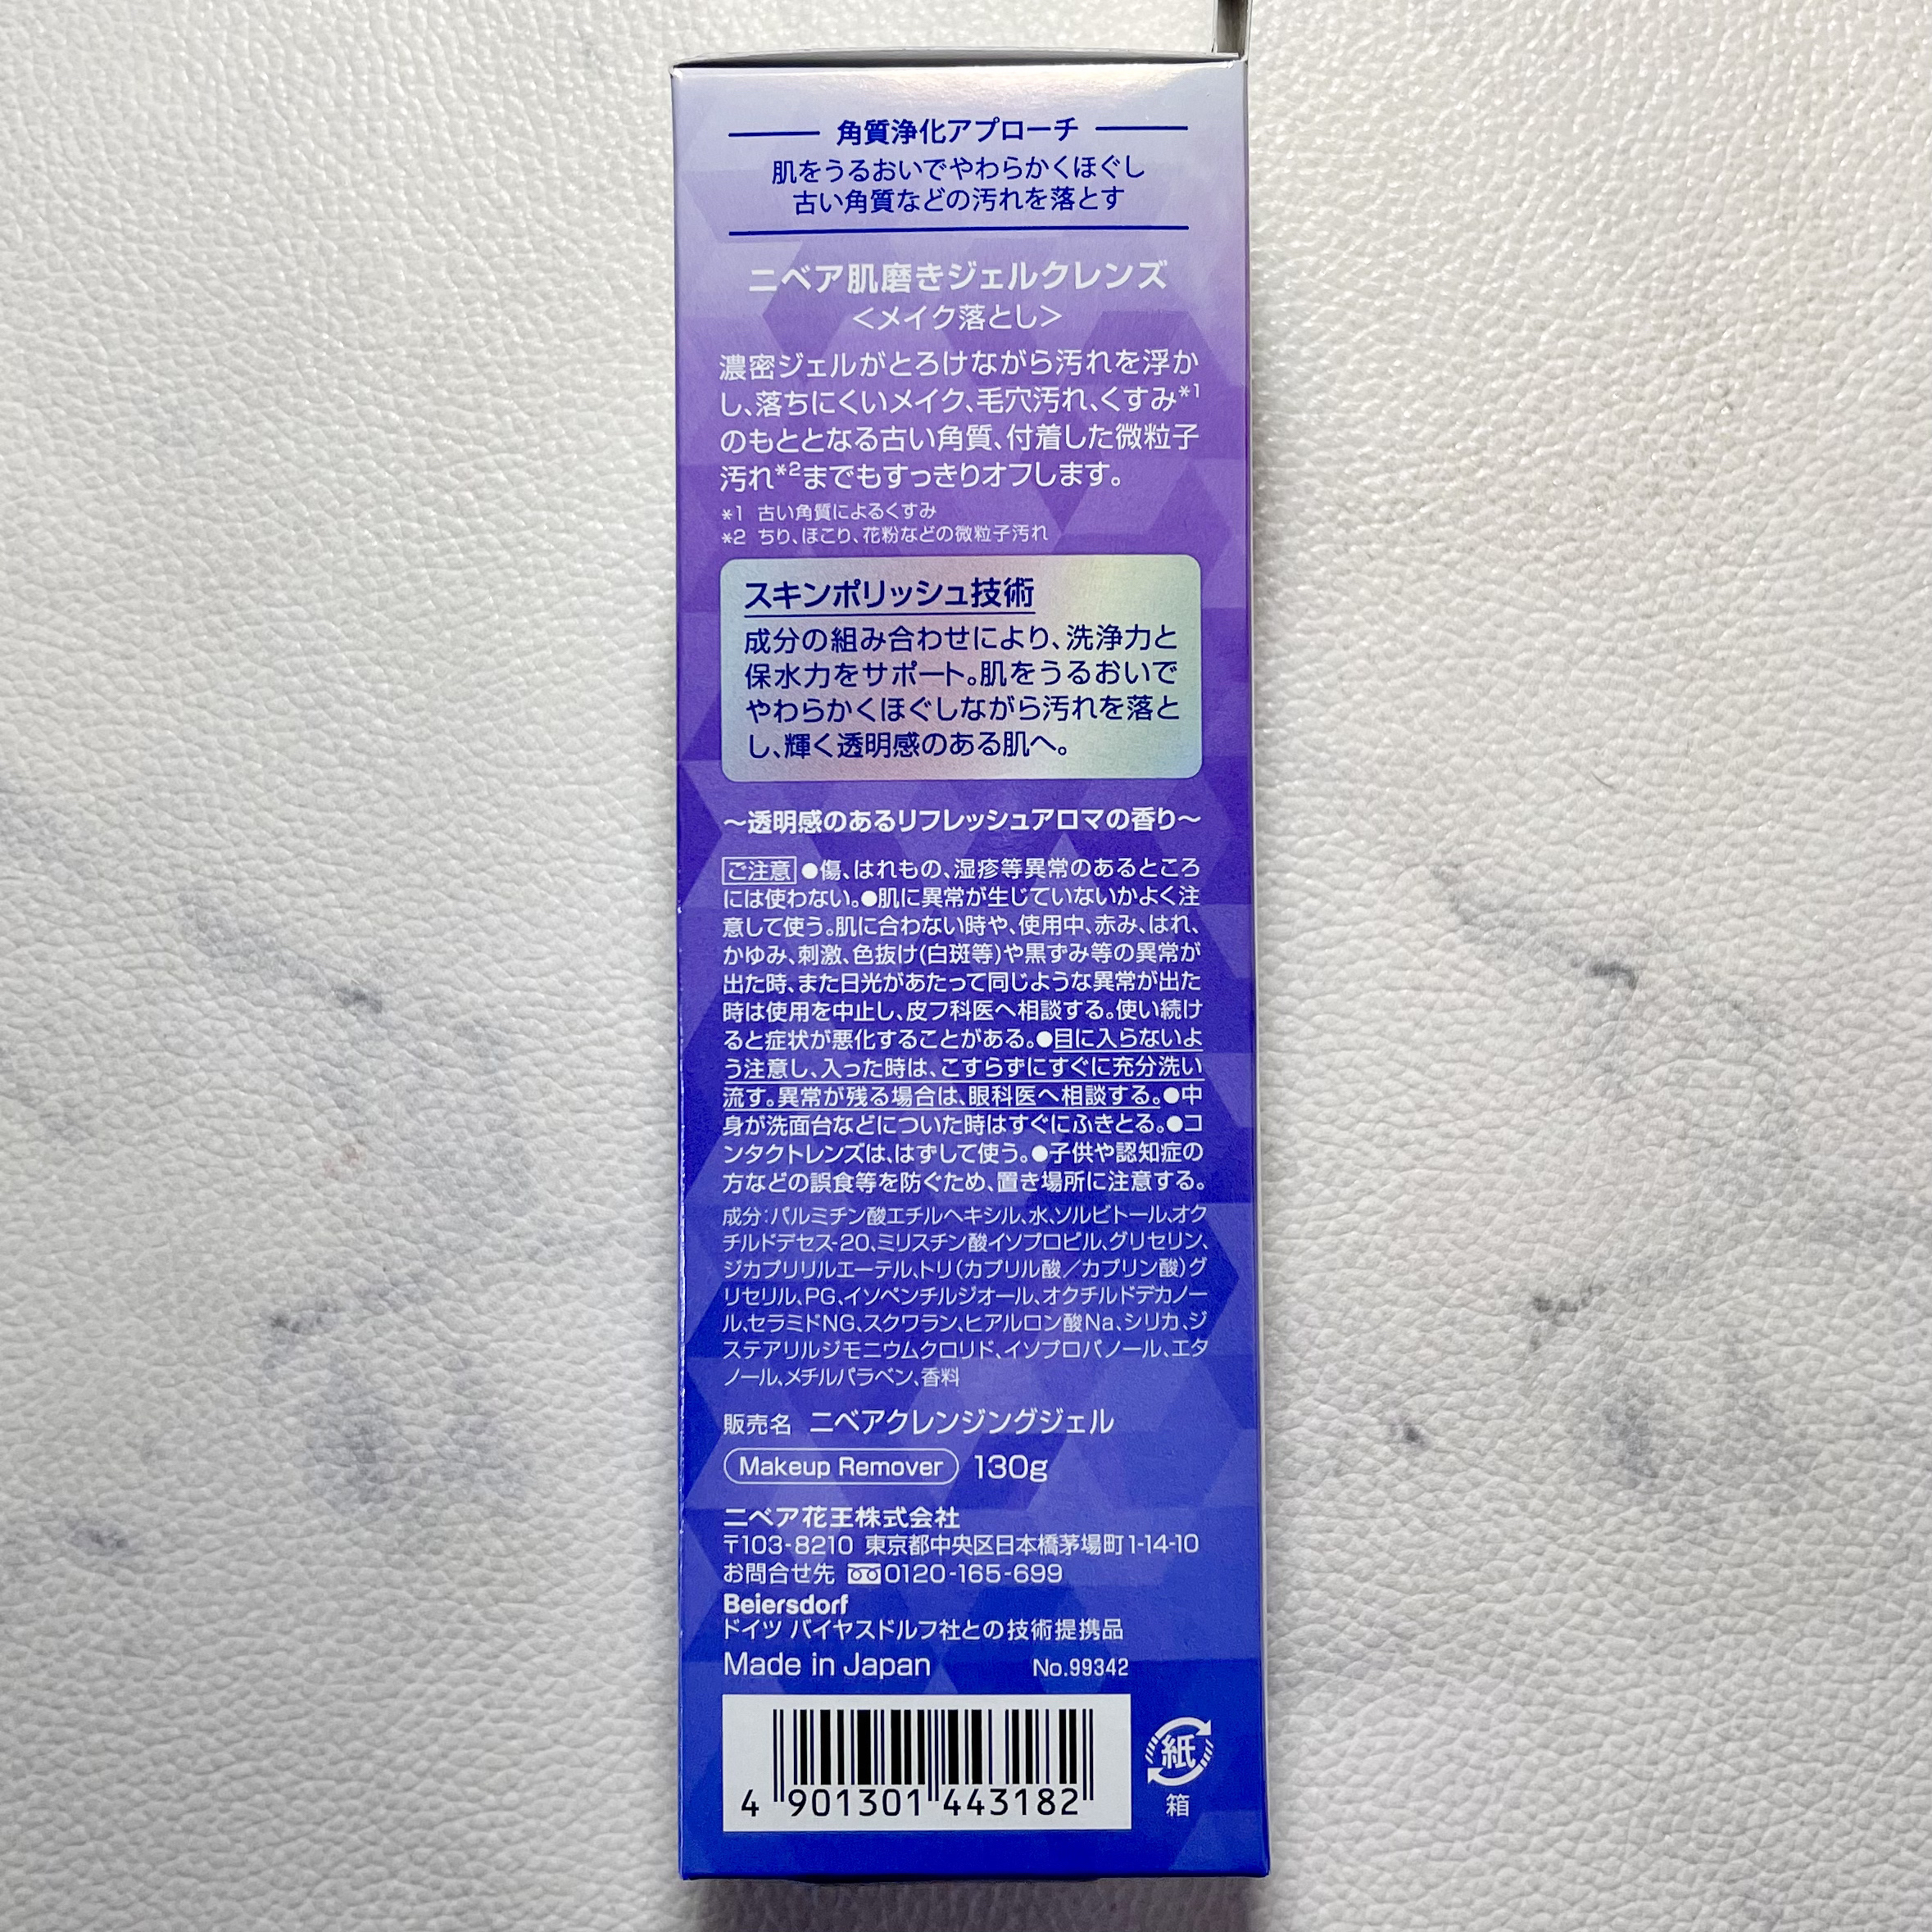 角質浄化アプローチ
肌をうるおいでやわらかくほぐし
古い角質などの汚れを落とす
ニベア肌磨きジェルクレンズ
＜メイク落とし＞
濃密ジェルがとろけながら汚れを浮か
し、落ちにくいメイク、毛穴汚れ、くすみ*1
のもととなる古い角質、付着した微粒子
汚れ*2までもすっきりオフします。
*1 古い角質によるくすみ
*2 ちり、ほこり、花粉などの微粒子汚れ
スキンポリッシュ技術
成分の組み合わせにより、洗浄力と
保水力をサポート。肌をうるおいで
やわらかくほぐしながら汚れを落と
し、輝く透明感のある肌へ。
～透明感のあるリフレッシュアロマの香り～
ご注意 ●傷、はれもの、湿疹等異常のあるところ
には使わない。●肌に異常が生じていないかよく注
意して使う。肌に合わない時や、使用中、赤み、はれ、
かゆみ、刺激、色抜け(白斑等)や黒ずみ等の異常が
出た時、また日光があたって同じような異常が出た
時は使用を中止し、皮フ科医へ相談する。使い続け
ると症状が悪化することがある。●目に入らないよ
う注意し、入った時は、こすらずにすぐに充分洗い
流す。異常が残る場合は、眼科医へ相談する。●中
身が洗面台などについた時はすぐにふきとる。●コ
ンタクトレンズは、はずして使う。●子供や認知症の
方などの誤食等を防ぐため、置き場所に注意する。
成分：パルミチン酸エチルヘキシル、水、ソルビトール、オク
チルドデセス-20、ミリスチン酸イソプロピル、グリセリン、
ジカプリリルエーテル、トリ（カプリル酸／カプリン酸）グ
リセリル、PG、イソペンチルジオール、オクチルドデカノー
ル、セラミドNG、スクワラン、ヒアルロン酸Na、シリカ、ジ
ステアリルジモニウムクロリド、イソプロパノール、エタ
ノール、メチルパラベン、香料
販売名 ニベアクレンジングジェル
Makeup Remover 130g
ニベア花王株式会社
〒103-8210 東京都中央区日本橋茅場町1-14-10
お問合せ先 0120-165-699
Beiersdorf
ドイツ バイヤスドルフ社との技術提携品
Made in Japan No.99342
4 901301 443182
紙
箱